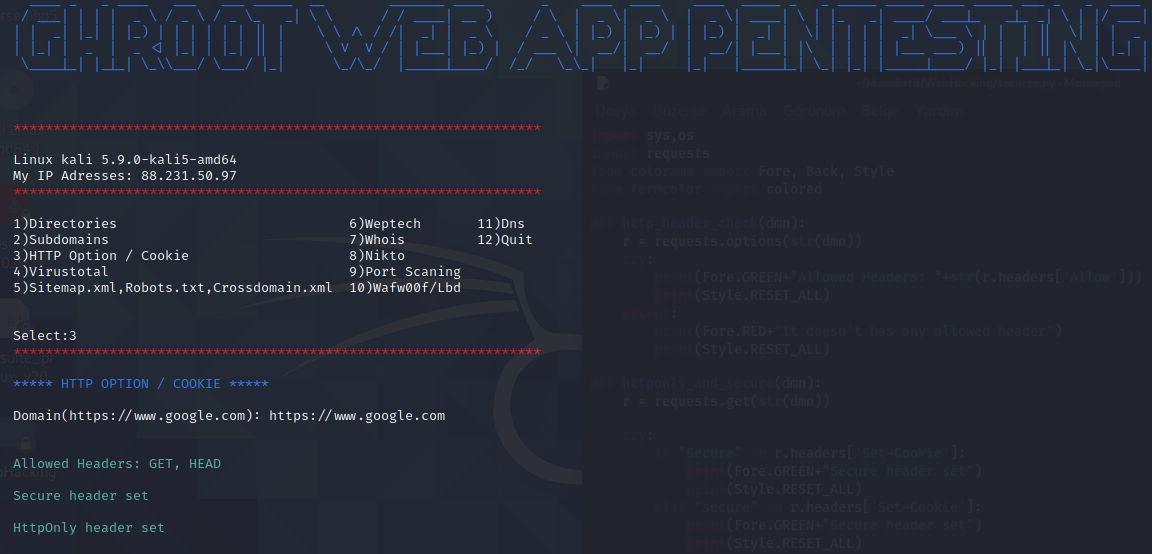 GHROOT WEB APP PENTESTING
*****************************************************************
Linux kali 5.9.0-kali5-amd64
My IP Adresses: 88.231.50.97
*****************************************************************
1)Directories 6)Weptech 11)Dns
2)Subdomains 7)Whois 12)Quit
3)HTTP Option / Cookie 8)Nikto
4)Virustotal 9)Port Scaning
5)Sitemap.xml,Robots.txt,Crossdomain.xml 10)Wafw00f/Lbd
Select:3
*****************************************************************
***** HTTP OPTION / COOKIE *****
Domain(https://www.google.com): https://www.google.com
Allowed Headers: GET, HEAD
Secure header set
HttpOnly header set
Dosya Düzenle Arama Görünüm Belge Yardım
import sys,os
import requests
from colorama import Fore, Back, Style
from termcolor import colored
def http_header_chars(dmn):
r = requests.options(str(dmn))
try:
print(Fore.GREEN+"Allowed Headers: "+str(r.headers['Allow']))
print(Style.RESET_ALL)
except:
print(Fore.RED+"It doesn't has any allowed header")
print(Style.RESET_ALL)
def httponly_and_secure(dmn):
r = requests.get(str(dmn))
try:
if "Secure" in r.headers['Set-Cookie']:
print(Fore.GREEN+"Secure header set")
print(Style.RESET_ALL)
elif "secure" in r.headers['Set-Cookie']:
print(Fore.GREEN+"Secure header set")
print(Style.RESET_ALL)